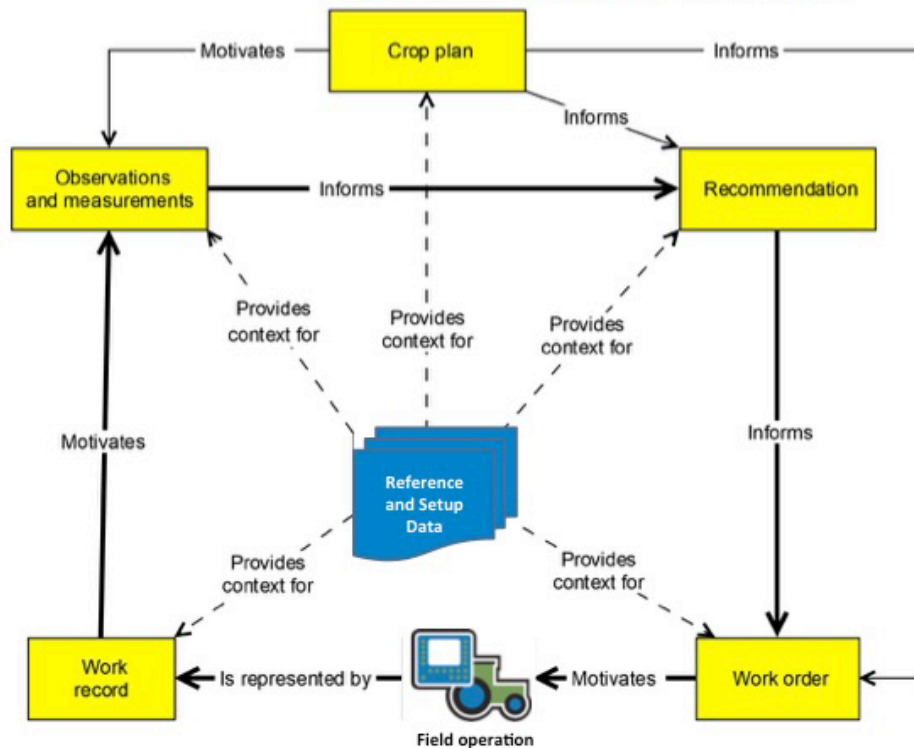 Motivates
Crop plan
Informs
Informs
Observations
and measurements
Informs
Recommendation
Provides
context for
Provides
context for
Provides
context for
Motivates
Informs
Reference
and Setup
Data
Provides
context for
Provides
context for
Work
record
Is represented by
Motivates
Work order
Field operation